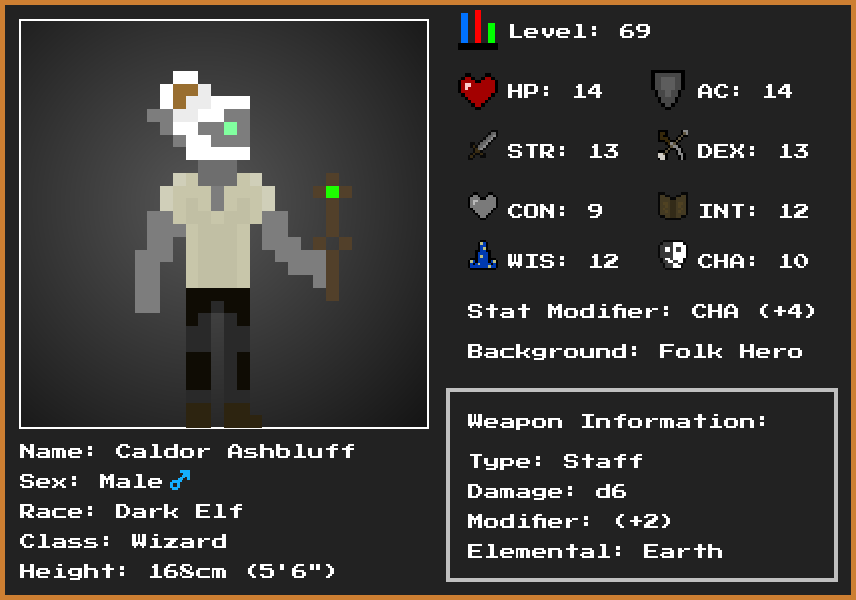 Level: 69
HP: 14 AC: 14
STR: 13 DEX: 13
CON: 9 INT: 12
WIS: 12 CHA: 10
Stat Modifier: CHA (+4)
Background: Folk Hero
Weapon Information:
Type: Staff
Damage: d6
Modifier: (+2)
Elemental: Earth
Name: Caldor Ashbluff
Sex: Male♂
Race: Dark Elf
Class: Wizard
Height: 168cm (5'6")